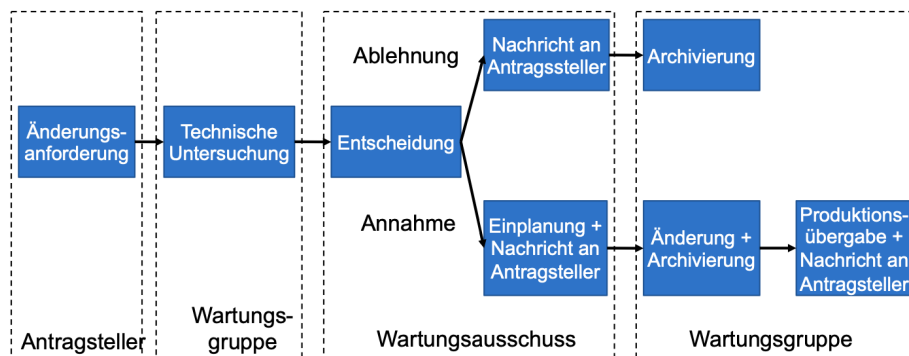 Änderungs-
anforderung
Antragsteller
Technische
Untersuchung
Wartungs-
gruppe
Ablehnung
Entscheidung
Annahme
Nachricht an
Antragssteller
Einplanung +
Nachricht an
Antragsteller
Wartungsausschuss
Archivierung
Änderung +
Archivierung
Produktions-
übergabe +
Nachricht an
Antragsteller
Wartungsgruppe